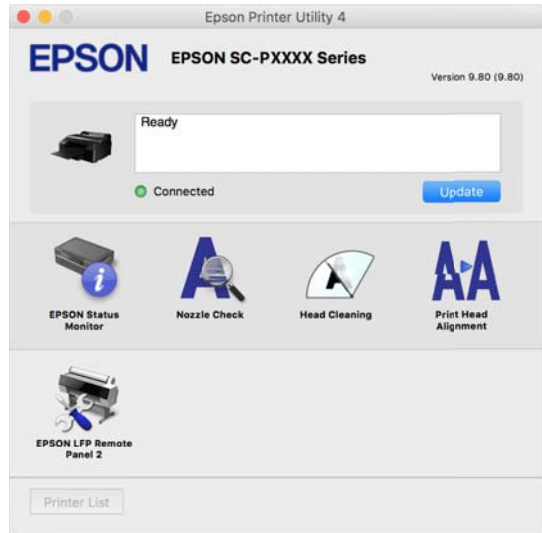 Epson Printer Utility 4
EPSON
EPSON SC-PXXXX Series
Version 9.80 (9.80)
Ready
Connected
Update
EPSON Status
Monitor
Nozzle Check
Head Cleaning
Print Head
Alignment
EPSON LFP Remote
Panel 2
Printer List